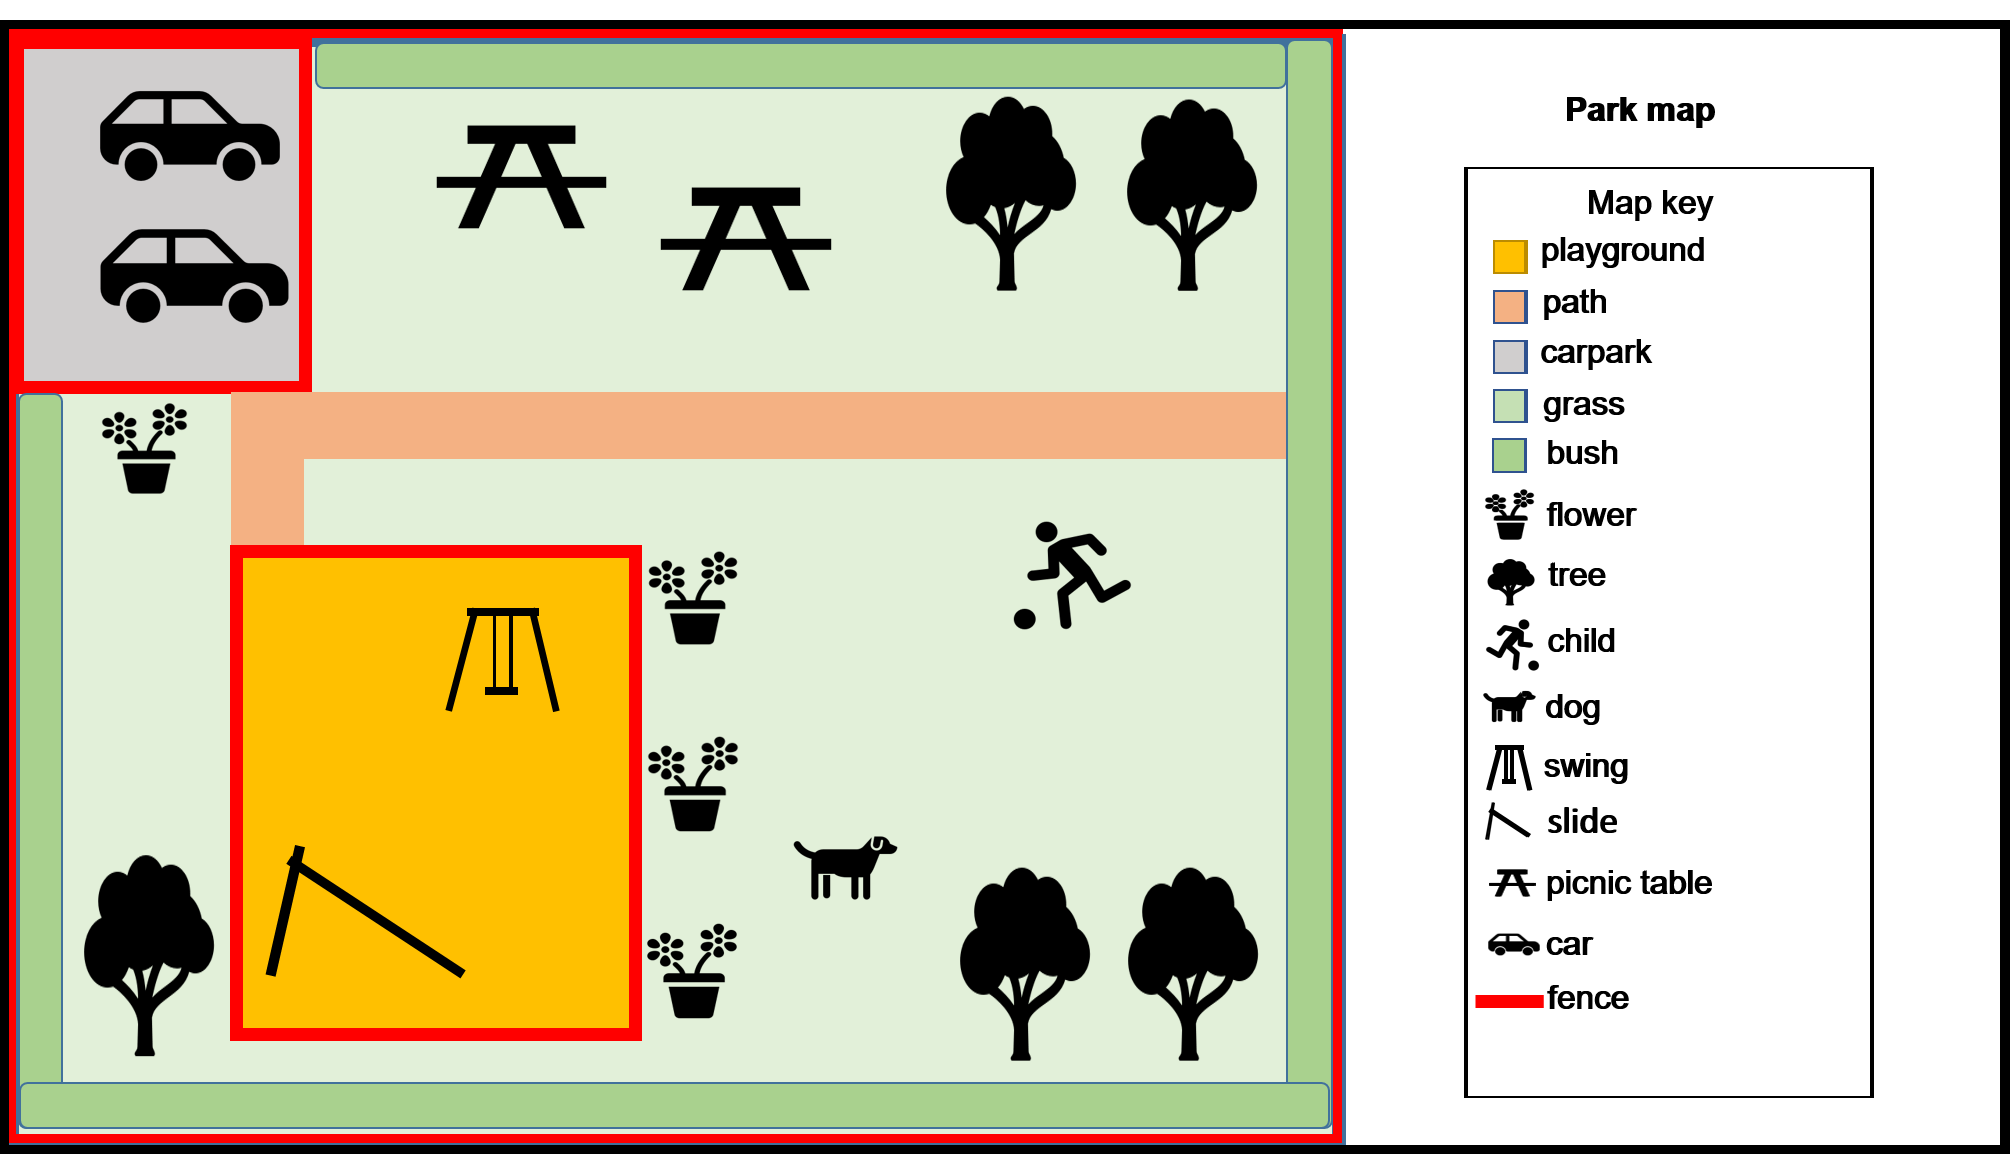 Park map
Map key
playground
path
carpark
grass
bush
flower
tree
child
dog
swing
slide
picnic table
car
fence